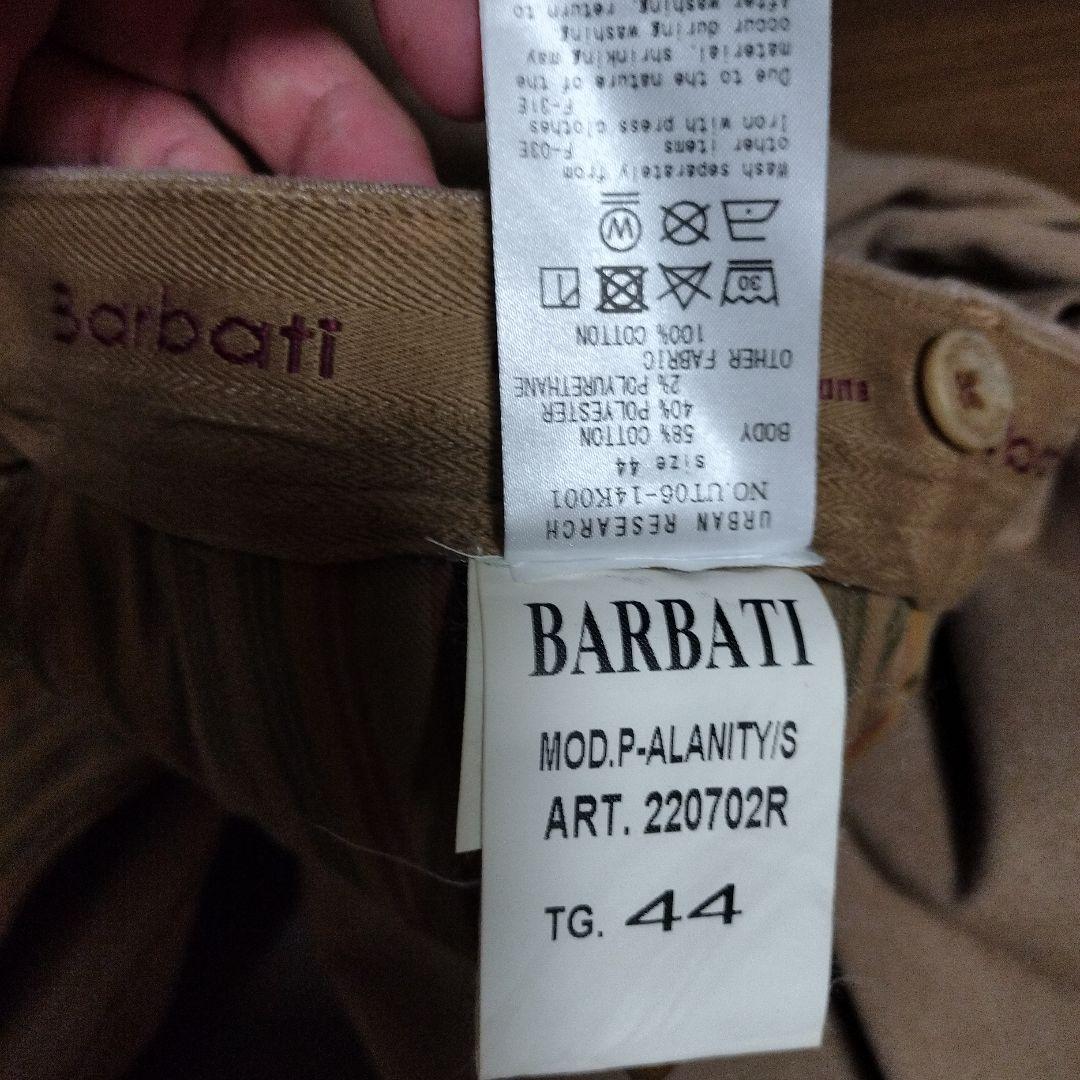 Barbati
URBAN RESEARCH
NO.UT06-14K001
size 44
BODY 58% COTTON
40% POLYESTER
2% POLYURETHANE
OTHER FABRIC
100% COTTON
30
W
Wash separately from
other items F-03E
Iron with press clothes
F-31E
Due to the nature of the
material, shrinking may
occur during washing.
After washing, return to
BARBATI
MOD.P-ALANITY/S
ART. 220702R
TG. 44